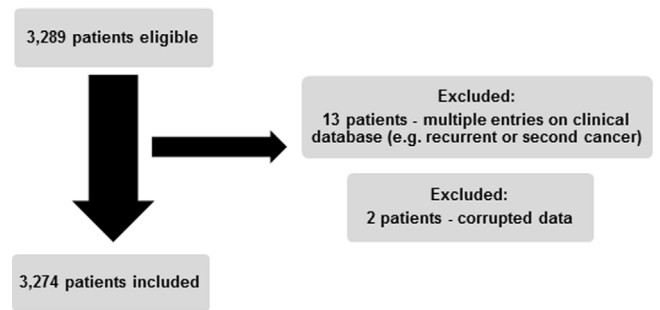 3,289 patients eligible
Excluded:
13 patients - multiple entries on clinical
database (e.g. recurrent or second cancer)
Excluded:
2 patients - corrupted data
3,274 patients included